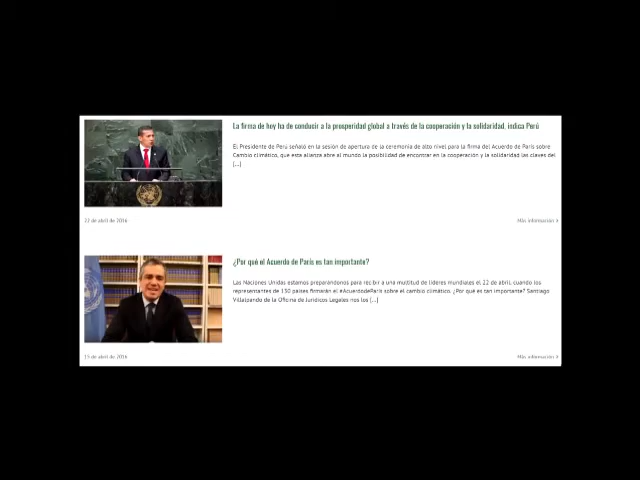 La firma de hoy ha de conducir a la prosperidad global a través de la cooperación y la solidaridad, indica Perú
El Presidente de Perú señaló en la sesión de apertura de la ceremonia de alto nivel para la firma del Acuerdo de París sobre
Cambio climático, que esta alianza abre al mundo la posibilidad de encontrar en la cooperación y la solidaridad las claves del
[...]
22 de abril de 2016
Más información »
¿Por qué el Acuerdo de París es tan importante?
Las Naciones Unidas estamos preparándonos para recibir a una multitud de líderes mundiales el 22 de abril, cuando los
representantes de 130 países firmarán el #AcuerdodeParís sobre el cambio climático. ¿Por qué es tan importante? Santiago
Villalpando de la Oficina de Jurídicos Legales nos los [...]
15 de abril de 2016
Más información »